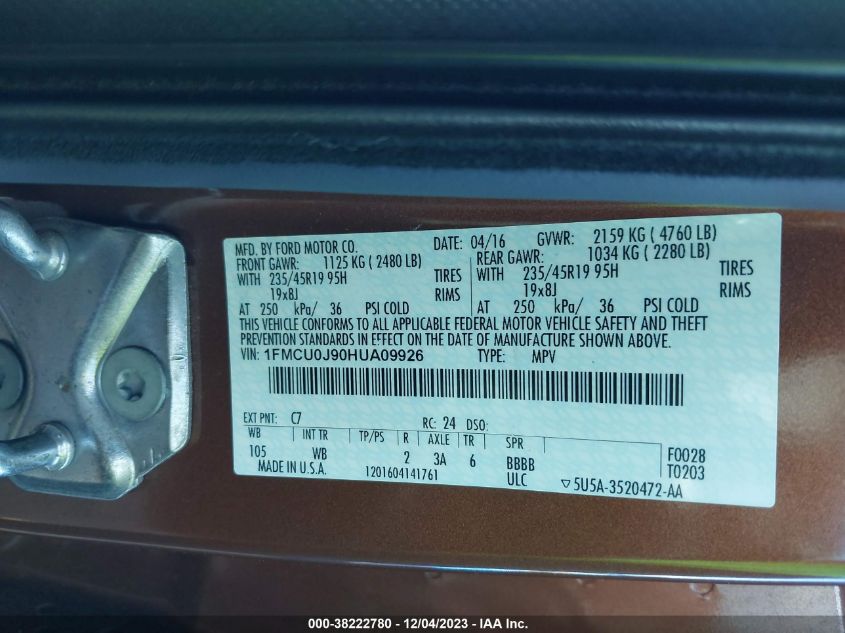 MFD. BY FORD MOTOR CO. DATE: 04/16 GVWR: 2159 KG ( 4760 LB)
FRONT GAWR: 1125 KG ( 2480 LB) REAR GAWR: 1034 KG ( 2280 LB)
WITH 235/45R19 95H TIRES WITH 235/45R19 95H TIRES
19x8J RIMS 19x8J RIMS
AT 250 kPa/ 36 PSI COLD AT 250 kPa/ 36 PSI COLD
THIS VEHICLE CONFORMS TO ALL APPLICABLE FEDERAL MOTOR VEHICLE SAFETY AND THEFT
PREVENTION STANDARDS IN EFFECT ON THE DATE OF MANUFACTURE SHOWN ABOVE.
VIN: 1FMCU0J90HUA09926 TYPE: MPV
EXT PNT: C7 RC: 24 DSO:
WB INT TR TP/PS R AXLE TR SPR
105 WB 2 3A 6 BBBB F0028
MADE IN U.S.A. 1201604141761 ULC T0203
▽5U5A-3520472-AA
000-38222780 - 12/04/2023 - IAA Inc.